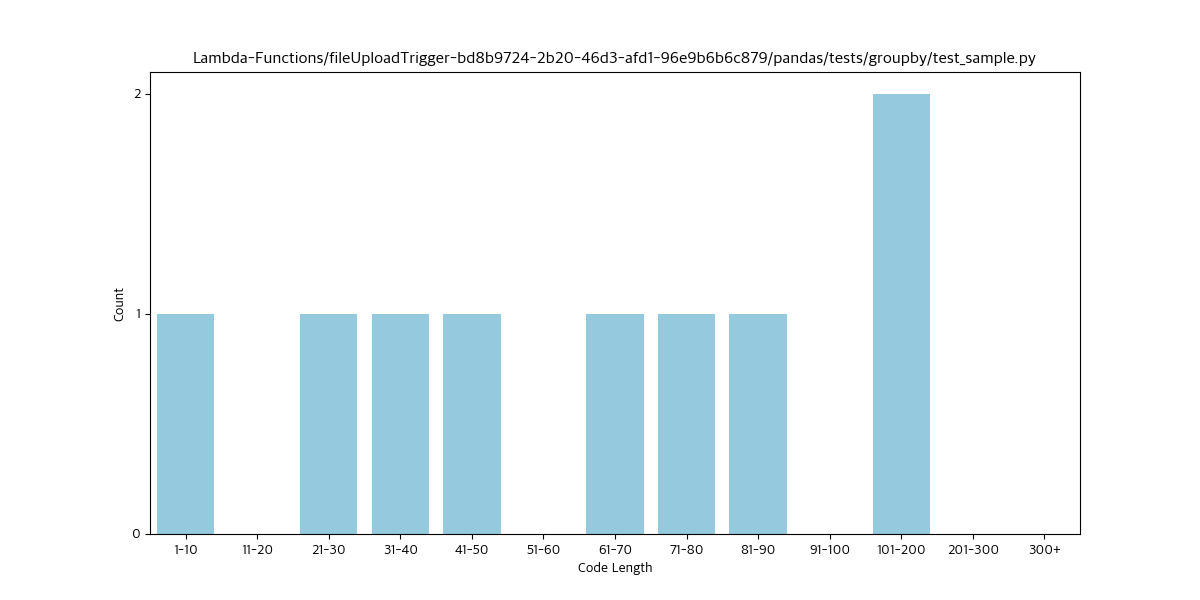 Lambda-Functions/fileUploadTrigger-bd8b9724-2b20-46d3-afd1-96e9b6b6c879/pandas/tests/groupby/test_sample.py
2
1
0
Count
1-10 11-20 21-30 31-40 41-50 51-60 61-70 71-80 81-90 91-100 101-200 201-300 300+
Code Length